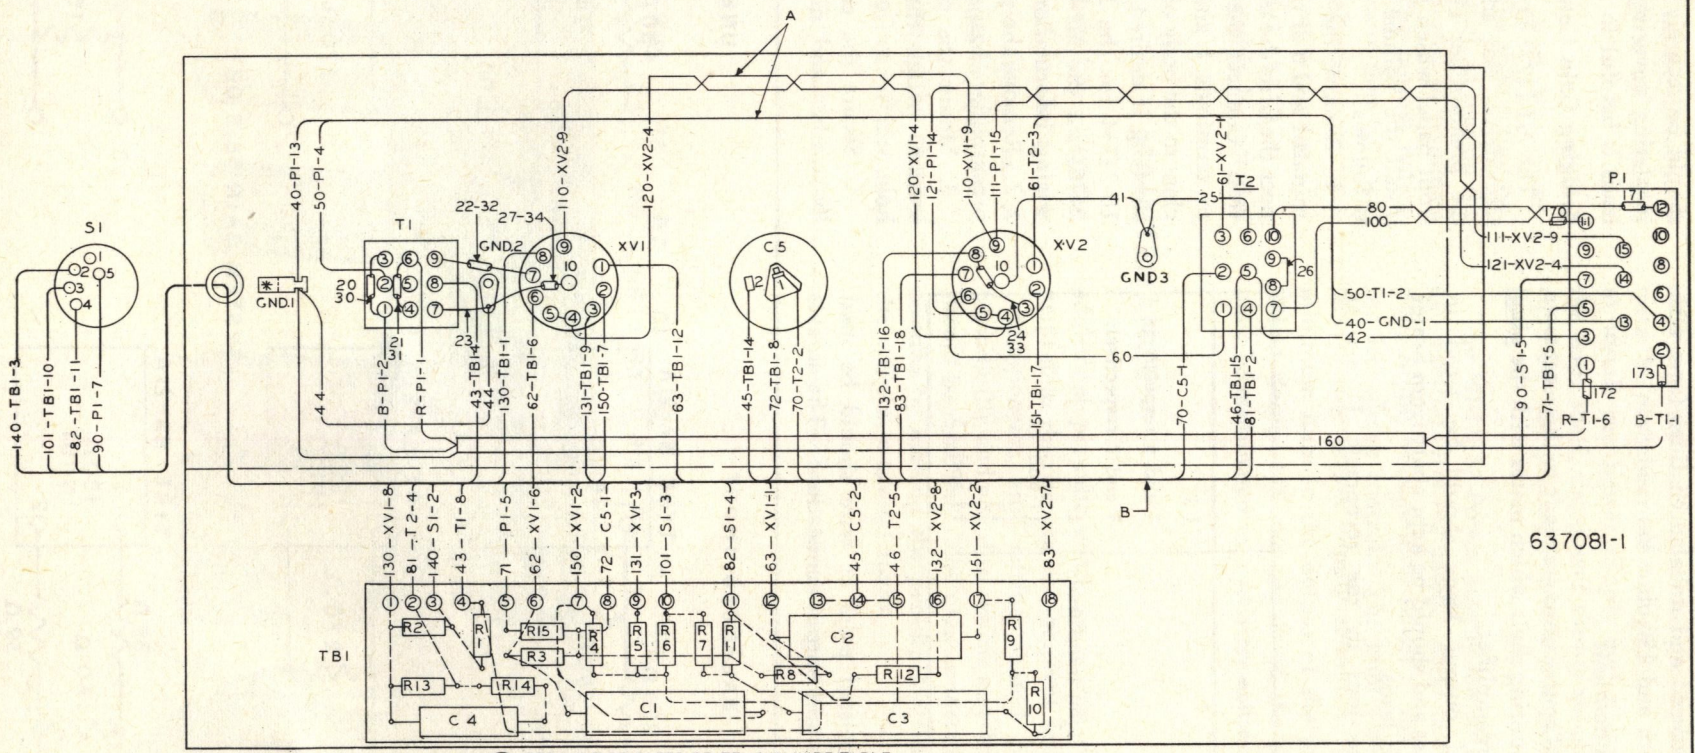 A
S1
1
2
5
3
4
140-TB1-3
101-TB1-10
82-TB1-11
90-P1-7
* GND.1
40-P1-13
50-P1-4
44
T1
3 6 9
2 5 8
1 4 7
20
30
21
31
23
B-P1-2
R-P1-1
43-TB1-4
44
22-32
27-34
GND.2
130-TB1-1
62-TB1-6
110-XV2-9
120-XV2-4
XV1
9
8
10
1
7
2
6
3
5
4
131-TB1-9
150-TB1-7
63-TB1-12
C5
2
1
45-TB1-14
72-TB1-8
70-T2-2
120-XV1-4
121-P1-14
110-XV1-9
111-P1-15
61-T2-3
XV2
9
8
10
1
7
2
6
3
5
4
24
33
132-TB1-16
83-TB1-18
151-TB1-17
41
GND3
60
61-XV2-1
T2
25
3 6 10
9
2 5
8
1 4 7
26
70-C5-1
46-TB1-15
81-TB1-2
80
100
111-XV2-9
121-XV2-4
50-T1-2
40-GND-1
42
P1
171
170
12
11
10
9
15
8
7
14
6
5
13
4
3
2
1
172
173
90-S1-5
71-TB1-5
R-T1-6
B-T1-1
160
B
637081-1
130-XV1-8
81-T2-4
140-S1-2
43-T1-8
71-P1-5
62-XV1-6
150-XV1-2
72-C5-1
131-XV1-3
101-S1-3
82-S1-4
63-XV1-1
45-C5-2
46-T2-5
132-XV2-8
151-XV2-2
83-XV2-7
TB1
1 2 3 4 5 6 7 8 9 10 11 12 13 14 15 16 17 18
R2
R1
R15
R3
R4
R5
R6
R7
R11
C2
R9
R8
R12
R13
R14
R10
C4
C1
C3